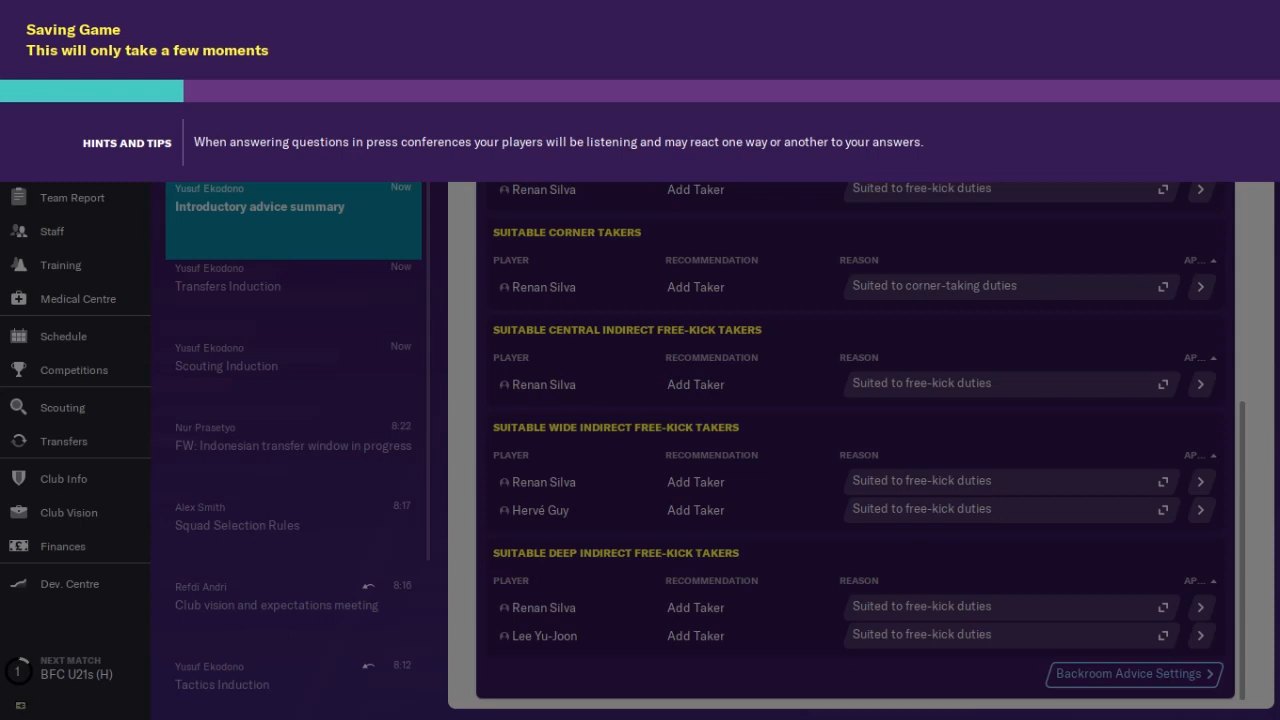 Saving Game
This will only take a few moments
HINTS AND TIPS
When answering questions in press conferences your players will be listening and may react one way or another to your answers.
Team Report
Staff
Training
Medical Centre
Schedule
Competitions
Scouting
Transfers
Club Info
Club Vision
Finances
Dev. Centre
NEXT MATCH
1
BFC U21s (H)
Yusuf Ekodono Now
Introductory advice summary
Yusuf Ekodono Now
Transfers Induction
Yusuf Ekodono Now
Scouting Induction
Nur Prasetyo 8:22
FW: Indonesian transfer window in progress
Alex Smith 8:17
Squad Selection Rules
Refdi Andri 8:16
Club vision and expectations meeting
Yusuf Ekodono 8:12
Tactics Induction
Renan Silva Add Taker Suited to free-kick duties
SUITABLE CORNER TAKERS
PLAYER RECOMMENDATION REASON AP...
Renan Silva Add Taker Suited to corner-taking duties
SUITABLE CENTRAL INDIRECT FREE-KICK TAKERS
PLAYER RECOMMENDATION REASON AP...
Renan Silva Add Taker Suited to free-kick duties
SUITABLE WIDE INDIRECT FREE-KICK TAKERS
PLAYER RECOMMENDATION REASON AP...
Renan Silva Add Taker Suited to free-kick duties
Hervé Guy Add Taker Suited to free-kick duties
SUITABLE DEEP INDIRECT FREE-KICK TAKERS
PLAYER RECOMMENDATION REASON AP...
Renan Silva Add Taker Suited to free-kick duties
Lee Yu-Joon Add Taker Suited to free-kick duties
Backroom Advice Settings